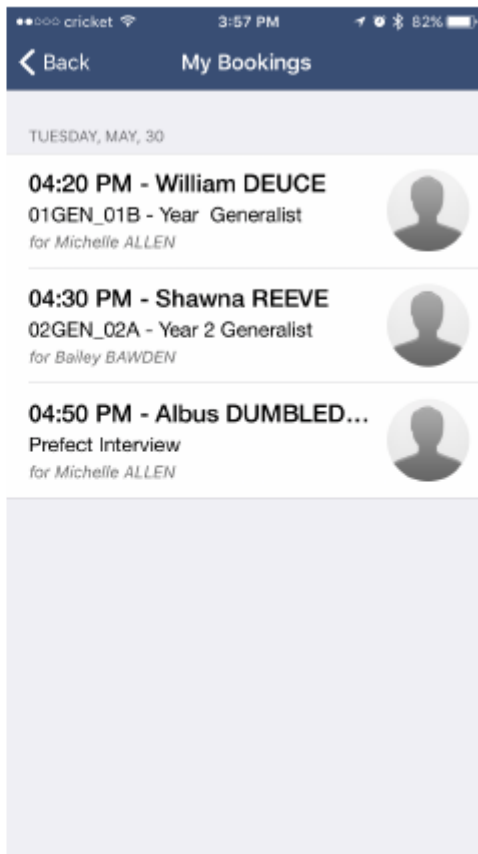 cricket 3:57 PM 82%
Back My Bookings
TUESDAY, MAY, 30
04:20 PM - William DEUCE
01GEN_01B - Year  Generalist
for Michelle ALLEN
04:30 PM - Shawna REEVE
02GEN_02A - Year 2 Generalist
for Bailey BAWDEN
04:50 PM - Albus DUMBLED...
Prefect Interview
for Michelle ALLEN